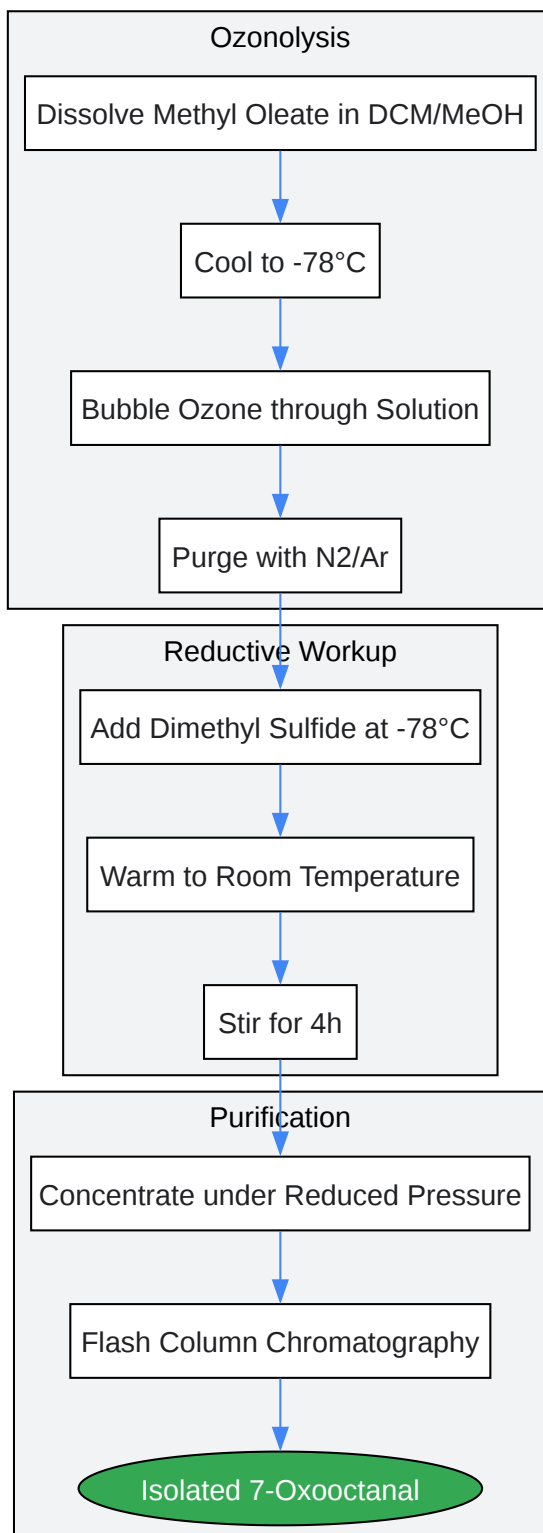 Ozonolysis
Dissolve Methyl Oleate in DCM/MeOH
Cool to -78°C
Bubble Ozone through Solution
Purge with N2/Ar
Reductive Workup
Add Dimethyl Sulfide at -78°C
Warm to Room Temperature
Stir for 4h
Purification
Concentrate under Reduced Pressure
Flash Column Chromatography
Isolated 7-Oxooctanal